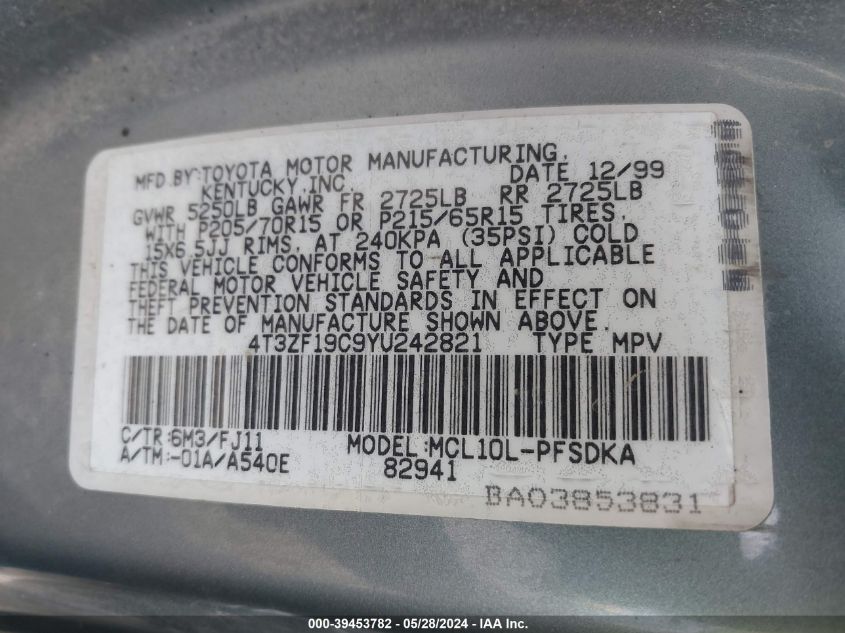 MFD.BY:TOYOTA MOTOR MANUFACTURING, DATE 12/99
KENTUCKY,INC.
GVWR 5250LB GAWR FR 2725LB RR 2725LB
WITH P205/70R15 OR P215/65R15 TIRES,
15X6.5JJ RIMS, AT 240KPA (35PSI) COLD
THIS VEHICLE CONFORMS TO ALL APPLICABLE
FEDERAL MOTOR VEHICLE SAFETY AND
THEFT PREVENTION STANDARDS IN EFFECT ON
THE DATE OF MANUFACTURE SHOWN ABOVE.
4T3ZF19C9YU242821 TYPE MPV
C/TR:6M3/FJ11 MODEL:MCL10L-PFSDKA
A/TM:-01A/A540E 82941
BA03853831
000-39453782 - 05/28/2024 - IAA Inc.